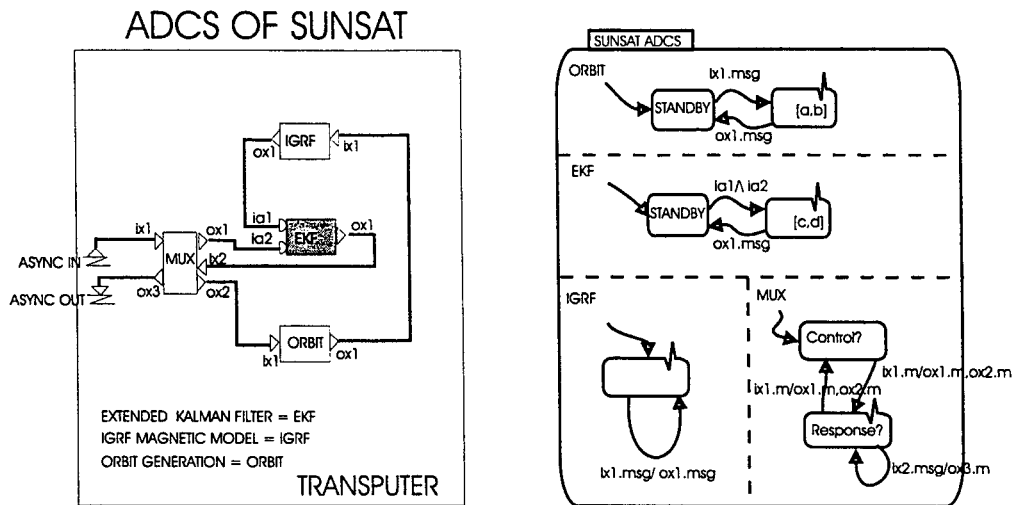 ADCS OF SUNSAT
IGRF
ox1
ix1
ia1
ia2
EKF
ox1
ix1
ox1
MUX
ix2
ASYNC IN
ASYNC OUT
ox3
ox2
ORBIT
ix1
ox1
EXTENDED KALMAN FILTER = EKF
IGRF MAGNETIC MODEL = IGRF
ORBIT GENERATION = ORBIT
TRANSPUTER
SUNSAT ADCS
ORBIT
ix1.msg
STANDBY
[a,b]
ox1.msg
EKF
ia1/\ ia2
STANDBY
[c,d]
ox1.msg
IGRF
ix1.msg/ ox1.msg
MUX
Control?
ix1.m/ox1.m,ox2.m
ix1.m/ox1.m,ox2.m
Response?
ix2.msg/ox3.m